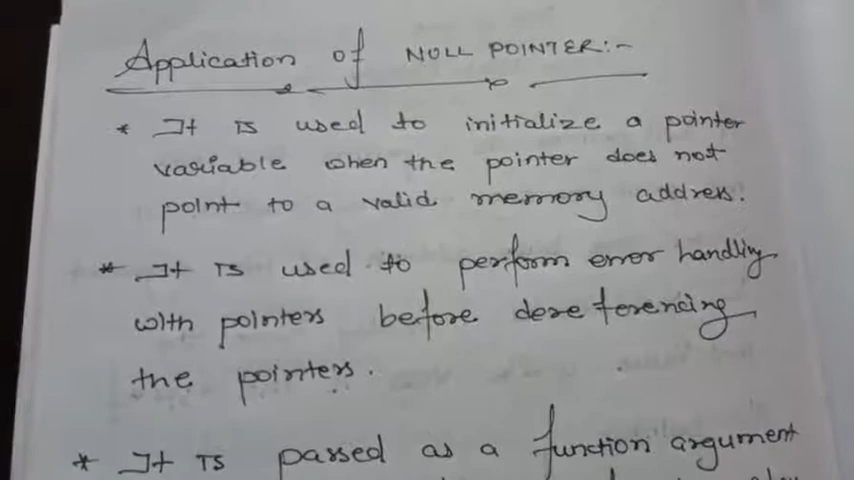 Application of NULL POINTER:-
* It is used to initialize a pointer
variable when the pointer does not
point to a valid memory address.
* It is used to perform error handling
with pointers before dereferencing
the pointers.
* It is passed as a function argument